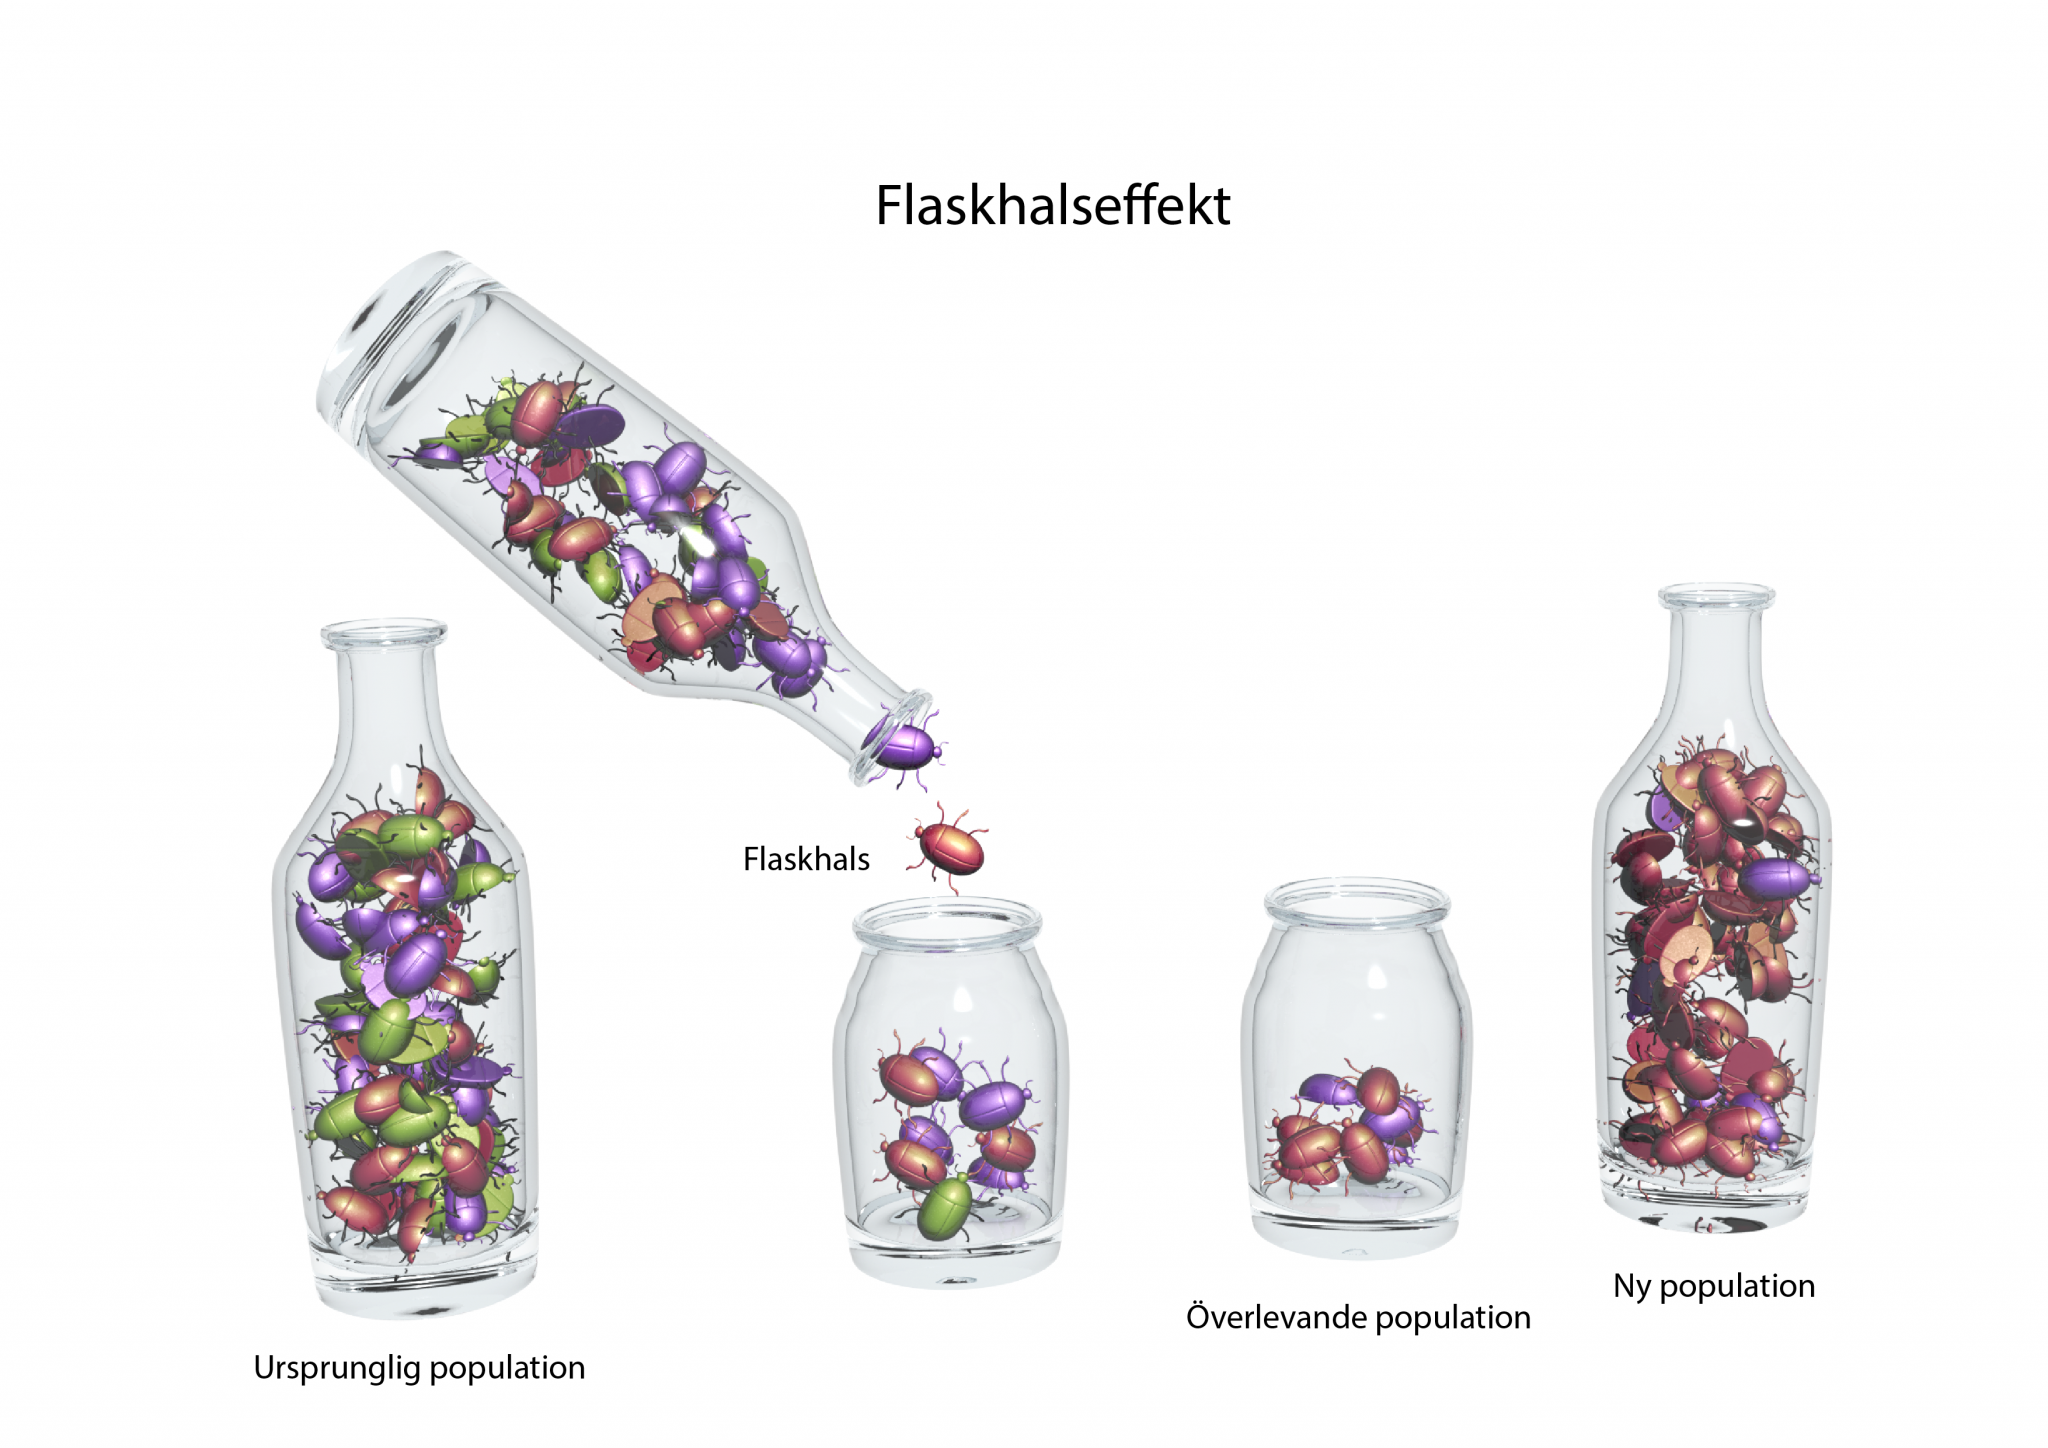 Flaskhalseffekt
Flaskhals
Ursprunglig population
Överlevande population
Ny population